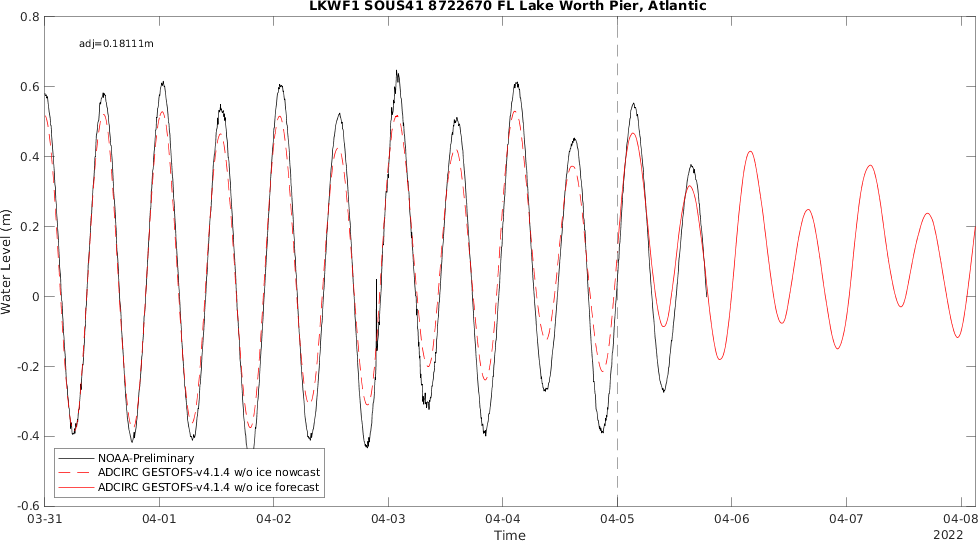 LKWF1 SOUS41 8722670 FL Lake Worth Pier, Atlantic
adj=0.18111m
0.8
0.6
0.4
0.2
0
-0.2
-0.4
-0.6
Water Level (m)
NOAA-Preliminary
ADCIRC GESTOFS-v4.1.4 w/o ice nowcast
ADCIRC GESTOFS-v4.1.4 w/o ice forecast
03-31 04-01 04-02 04-03 04-04 04-05 04-06 04-07 04-08
Time
2022